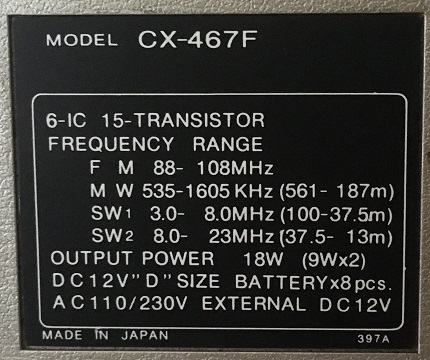 MODEL CX-467F
6-IC 15-TRANSISTOR
FREQUENCY RANGE
F M 88- 108MHz
M W 535-1605 KHz (561- 187m)
SW1 3.0- 8.0MHz (100-37.5m)
SW2 8.0- 23MHz (37.5- 13m)
OUTPUT POWER 18W (9Wx2)
DC12V"D" SIZE BATTERYx8pcs.
AC110/230V EXTERNAL DC12V
MADE IN JAPAN 397A